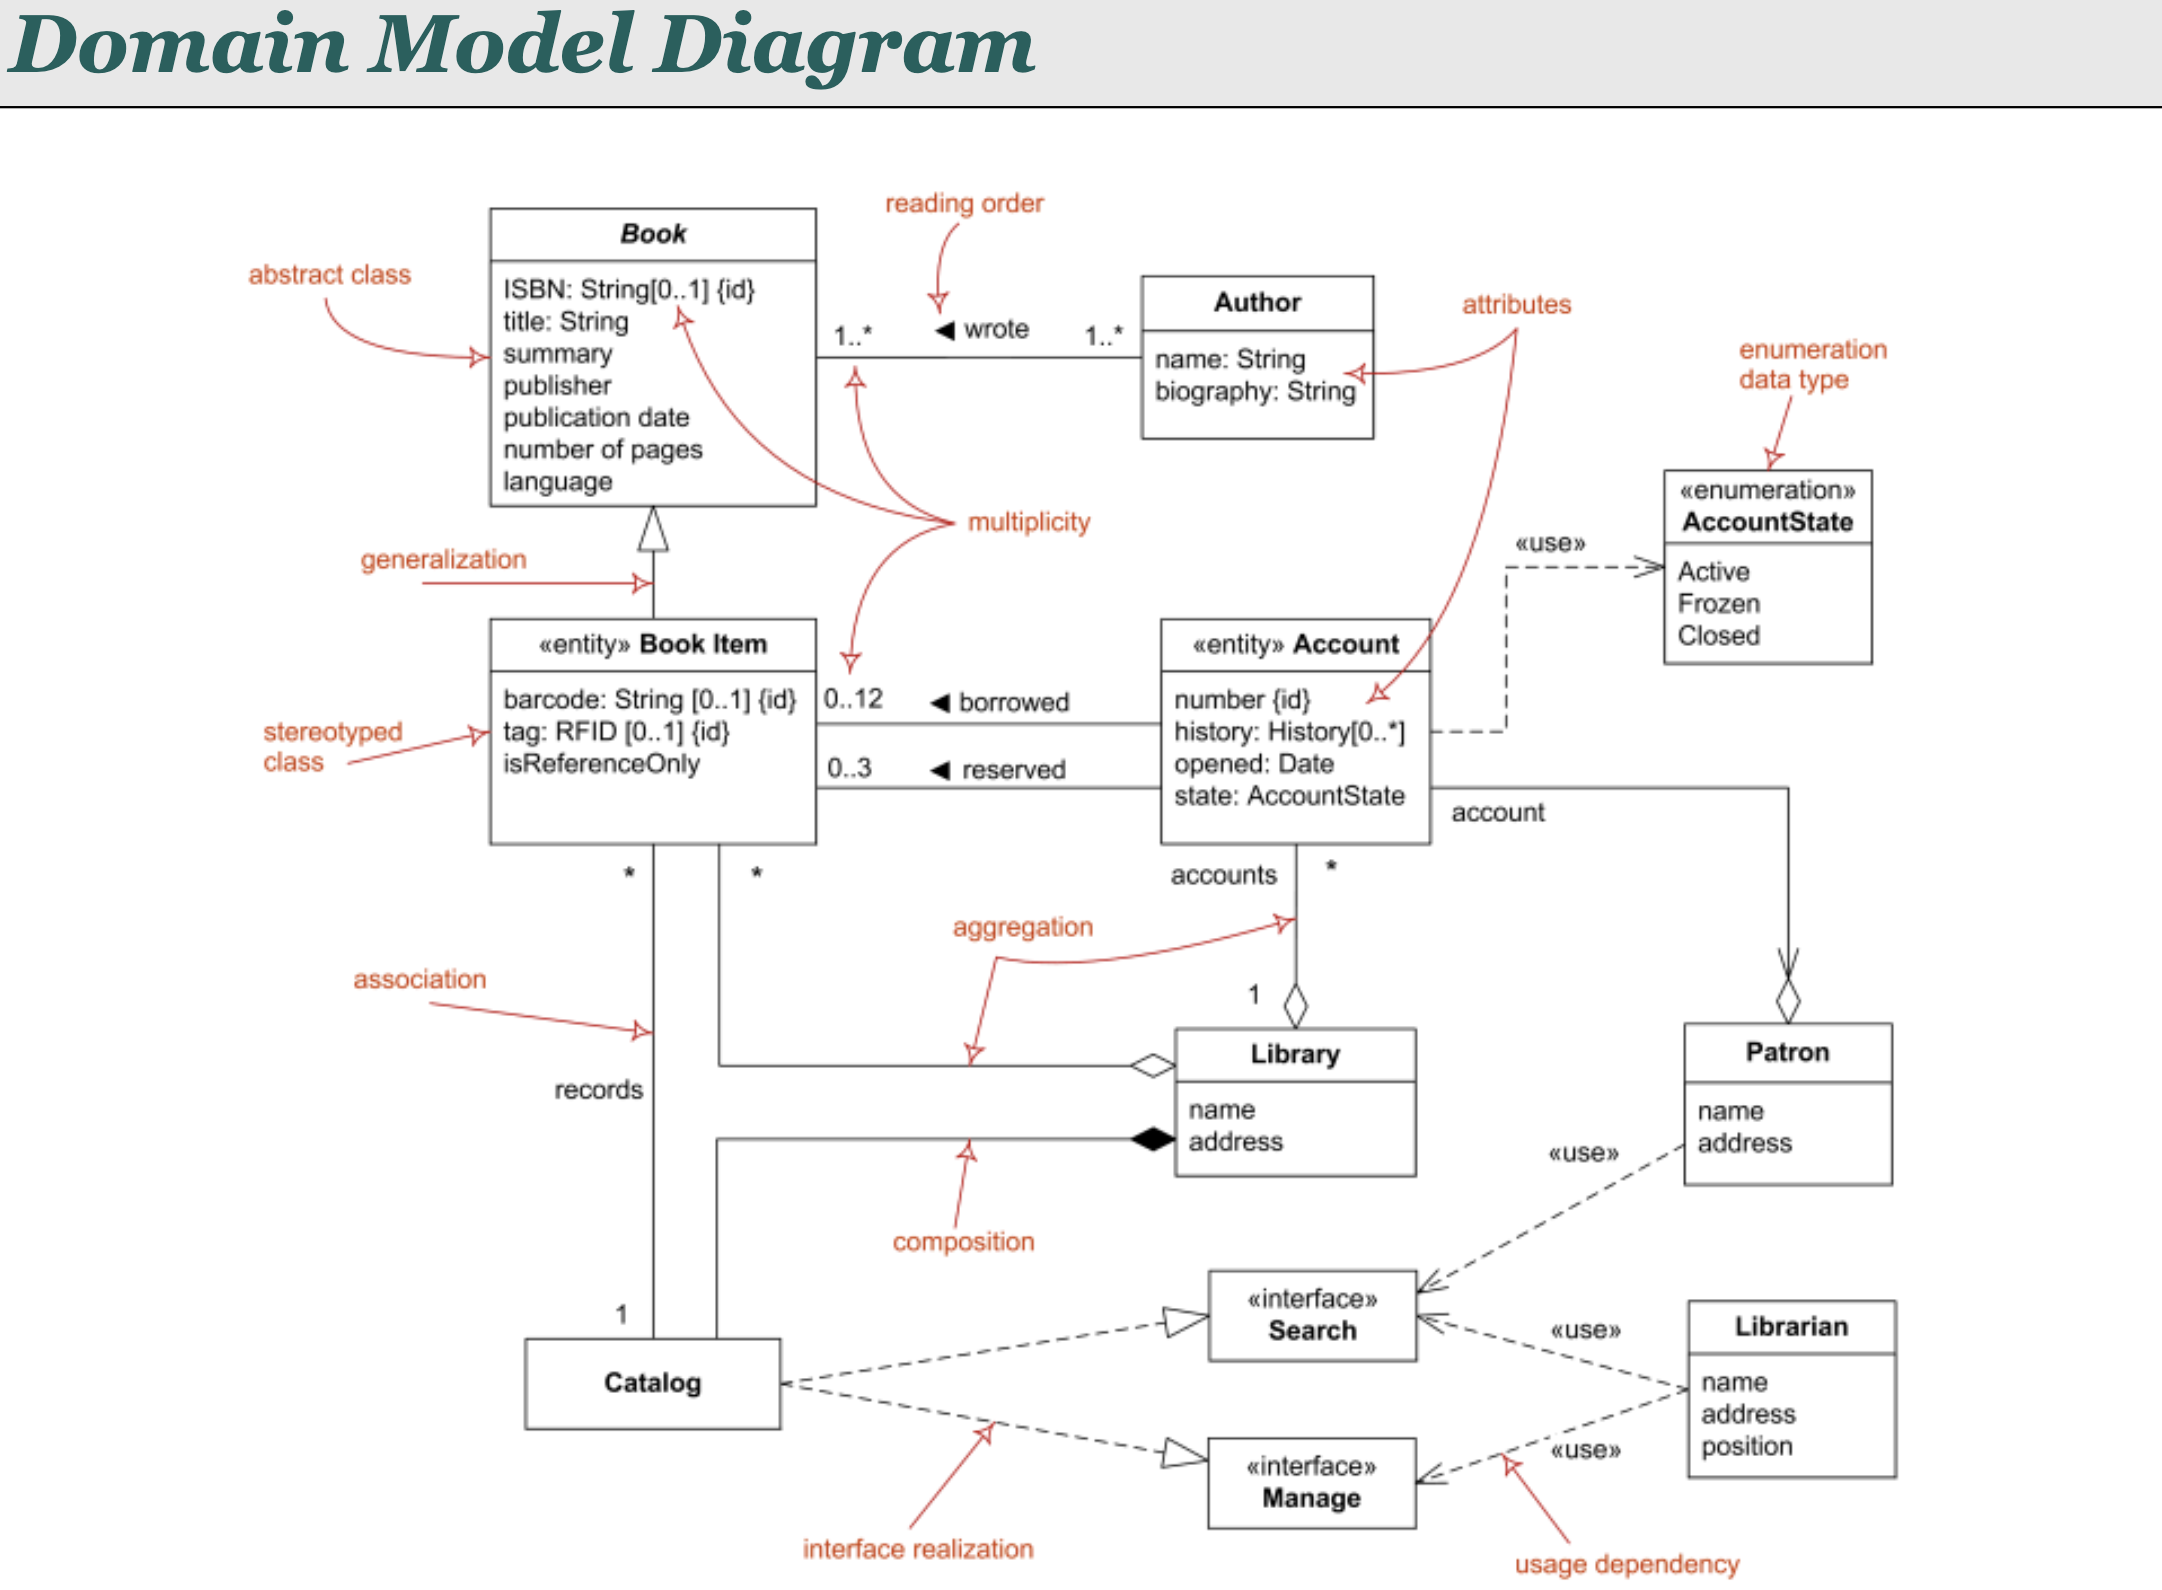 Domain Model Diagram
reading order
Book
abstract class
ISBN: String[0..1] {id}
title: String
summary
publisher
publication date
number of pages
language
1..*
◄ wrote
1..*
Author
name: String
biography: String
attributes
enumeration
data type
«enumeration»
AccountState
Active
Frozen
Closed
multiplicity
«use»
generalization
«entity» Book Item
barcode: String [0..1] {id}
tag: RFID [0..1] {id}
isReferenceOnly
stereotyped
class
0..12
◄ borrowed
0..3
◄ reserved
«entity» Account
number {id}
history: History[0..*]
opened: Date
state: AccountState
account
*
*
accounts
*
aggregation
association
1
records
Library
name
address
Patron
name
address
«use»
composition
1
Catalog
«interface»
Search
«use»
Librarian
name
address
position
«use»
«interface»
Manage
interface realization
usage dependency